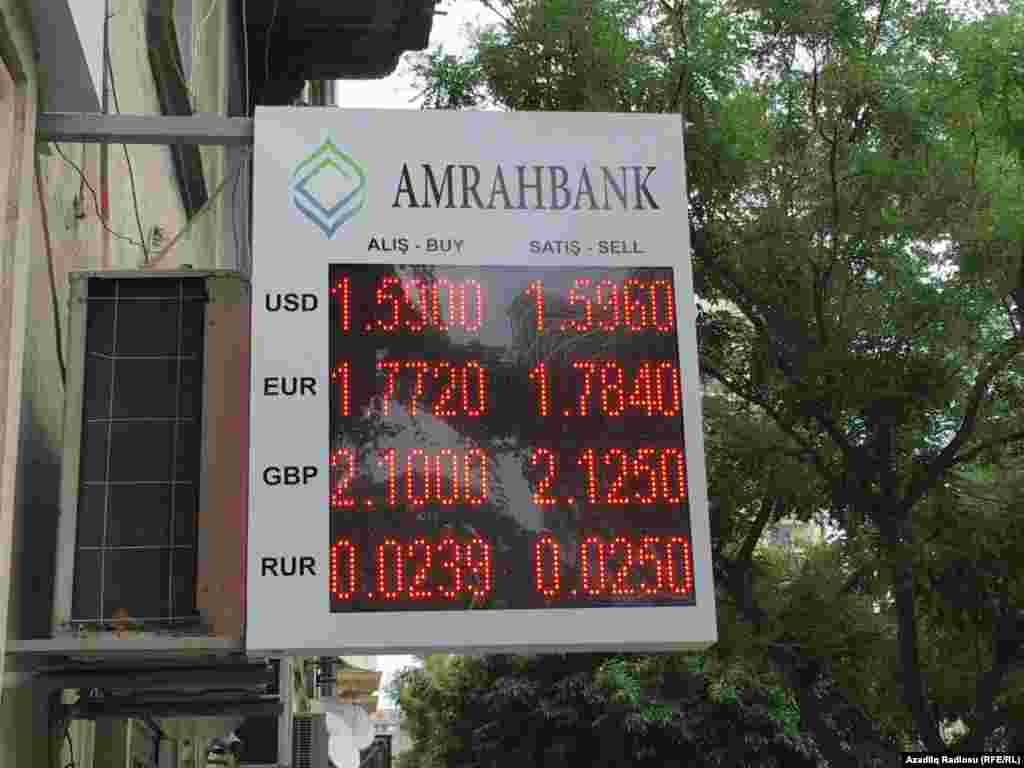 AMRAHBANK
ALIŞ - BUY SATIŞ - SELL
USD 1.5900 1.5960
EUR 1.7720 1.7840
GBP 2.1000 2.1250
RUR 0.0239 0.0250
Azadlıq Radiosu (RFE/RL)